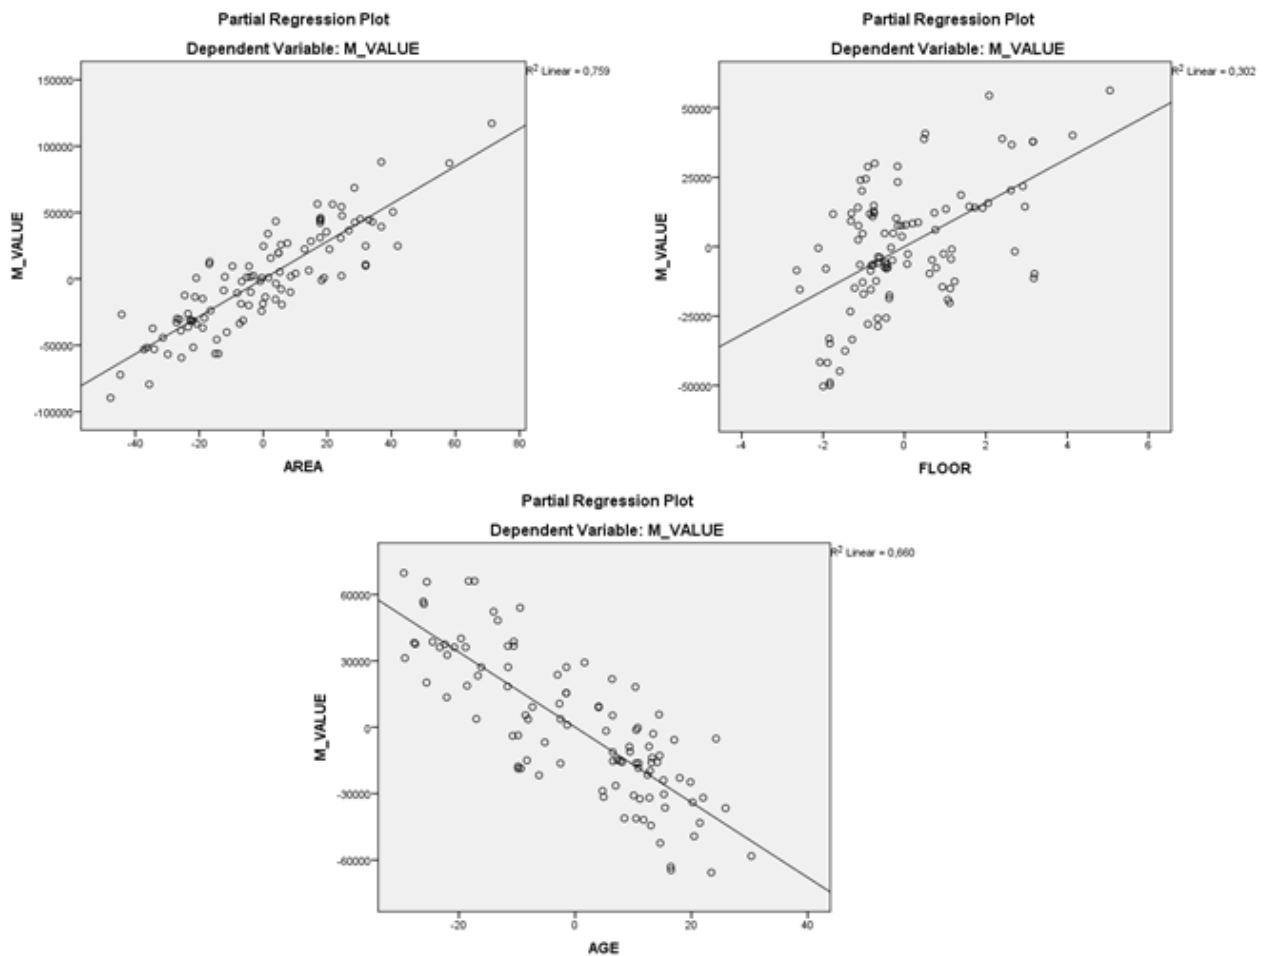 Partial Regression Plot
Dependent Variable: M_VALUE
R2 Linear = 0,759
150000
100000
50000
0
-50000
-100000
M_VALUE
-40 -20 0 20 40 60 80
AREA
Partial Regression Plot
Dependent Variable: M_VALUE
R2 Linear = 0,302
50000
25000
0
-25000
-50000
M_VALUE
-4 -2 0 2 4 6
FLOOR
Partial Regression Plot
Dependent Variable: M_VALUE
R2 Linear = 0,660
60000
30000
0
-30000
-60000
M_VALUE
-20 0 20 40
AGE